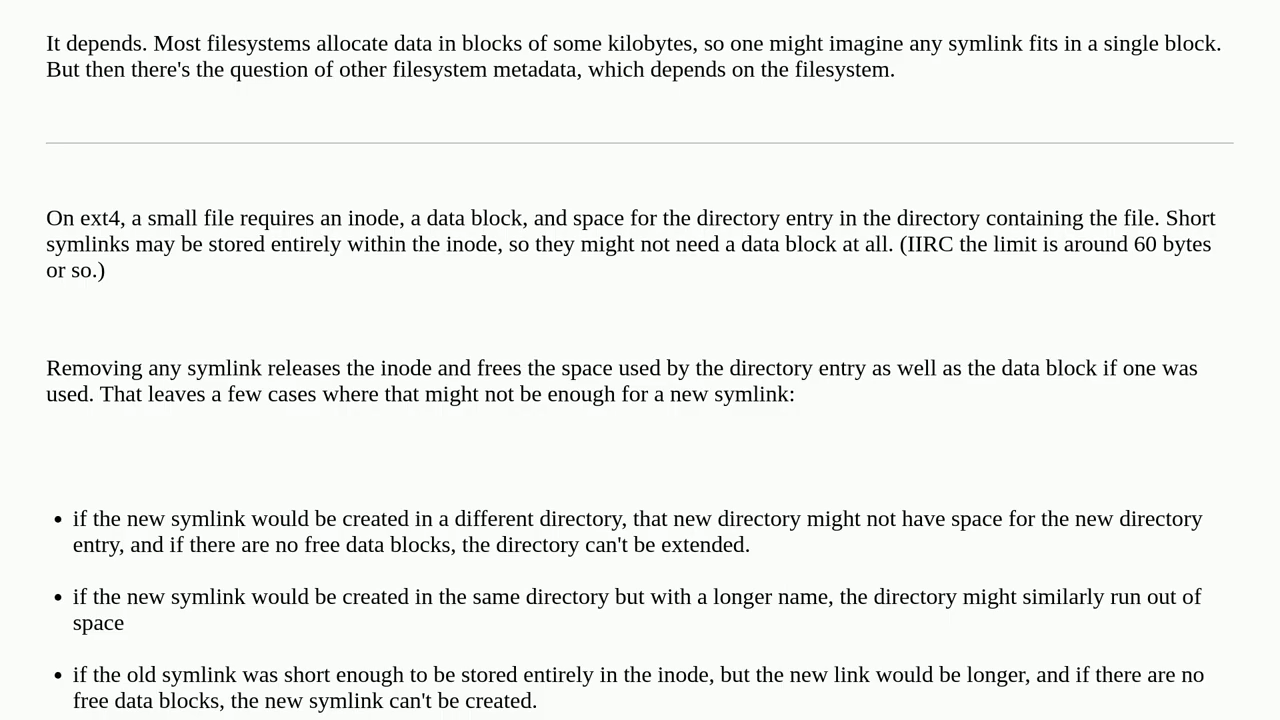 It depends. Most filesystems allocate data in blocks of some kilobytes, so one might imagine any symlink fits in a single block.
But then there's the question of other filesystem metadata, which depends on the filesystem.
On ext4, a small file requires an inode, a data block, and space for the directory entry in the directory containing the file. Short
symlinks may be stored entirely within the inode, so they might not need a data block at all. (IIRC the limit is around 60 bytes
or so.)
Removing any symlink releases the inode and frees the space used by the directory entry as well as the data block if one was
used. That leaves a few cases where that might not be enough for a new symlink:
• if the new symlink would be created in a different directory, that new directory might not have space for the new directory
entry, and if there are no free data blocks, the directory can't be extended.
• if the new symlink would be created in the same directory but with a longer name, the directory might similarly run out of
space
• if the old symlink was short enough to be stored entirely in the inode, but the new link would be longer, and if there are no
free data blocks, the new symlink can't be created.